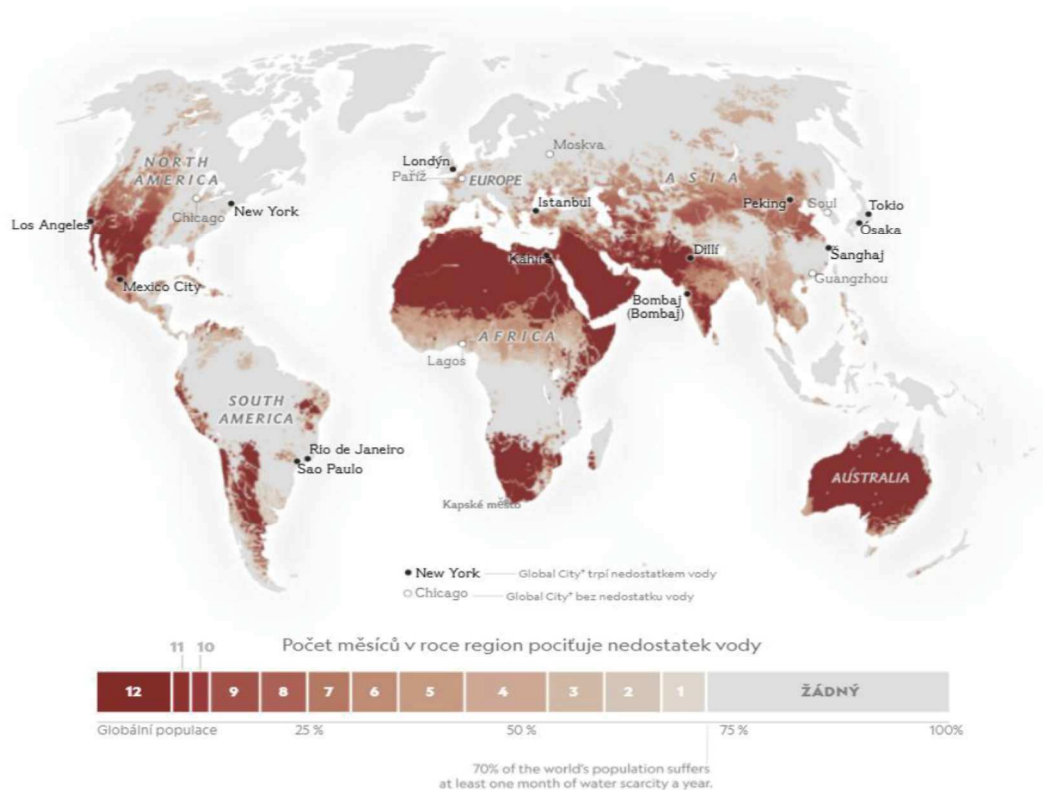 Moskva
NORTH
AMERICA
Londýn
Paříž
EUROPE
ASIA
Chicago
New York
Los Angeles
Istanbul
Peking
Soul
Tokio
Ósaka
Káhira
Dillí
Šanghaj
Mexico City
Guangzhou
Bombaj
(Bombaj)
AFRICA
Lagos
SOUTH
AMERICA
Rio de Janeiro
Sao Paulo
AUSTRALIA
Kapské město
New York
Global City* trpí nedostatkem vody
Chicago
Global City* bez nedostatku vody
Počet měsíců v roce region pociťuje nedostatek vody
11 10
12 9 8 7 6 5 4 3 2 1 ŽÁDNÝ
Globální populace 25 % 50 % 75 % 100%
70% of the world's population suffers
at least one month of water scarcity a year.